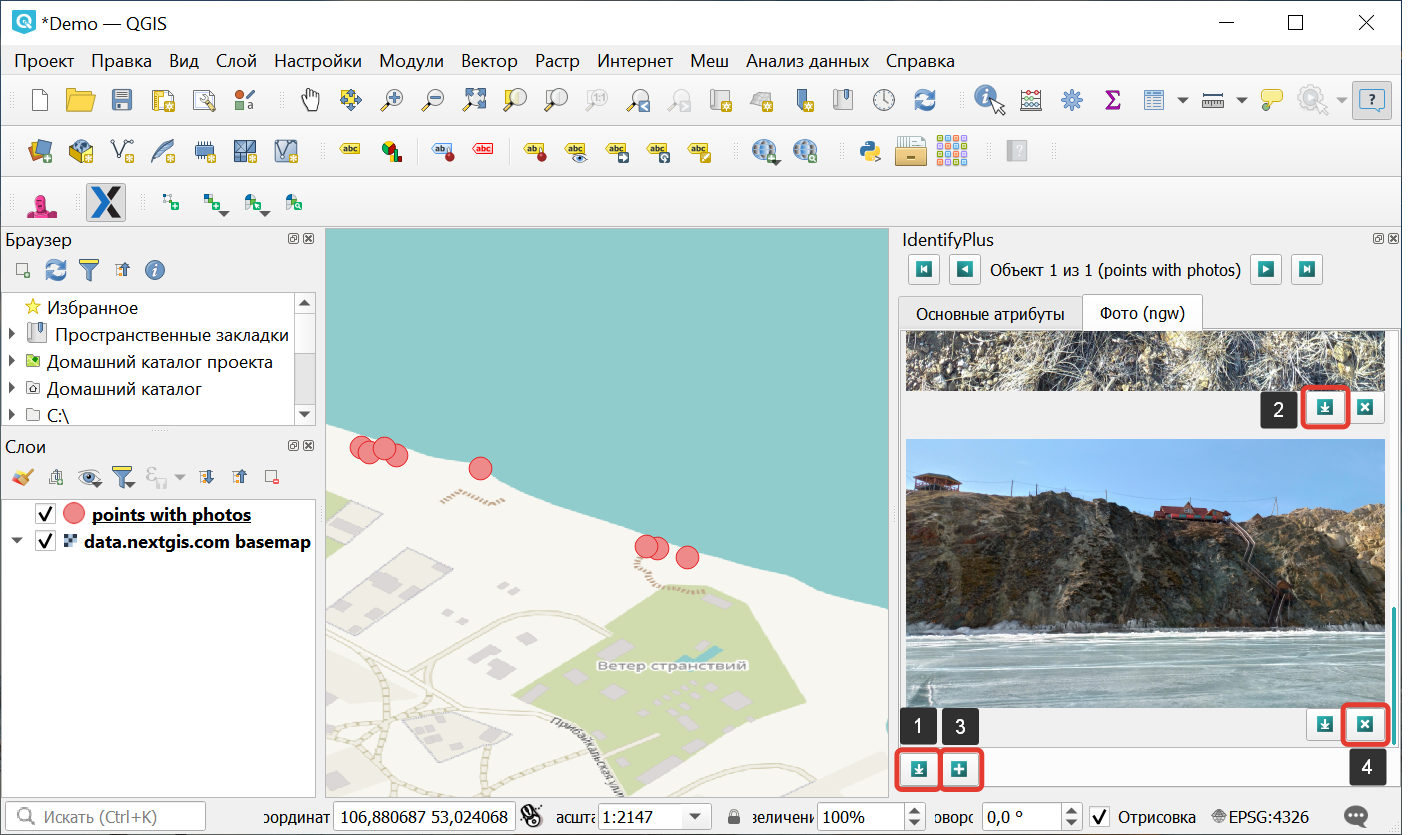 *Demo — QGIS
Проект Правка Вид Слой Настройки Модули Вектор Растр Интернет Меш Анализ данных Справка
Браузер
Избранное
Пространственные закладки
Домашний каталог проекта
Домашний каталог
C:\
Слои
points with photos
data.nextgis.com basemap
Ветер странствий
Прибайкальская ули
IdentifyPlus
Объект 1 из 1 (points with photos)
Основные атрибуты Фото (ngw)
2
1 3
4
Искать (Ctrl+K) оординат 106,880687 53,024068 асшта 1:2147 величени 100% оворс 0,0 ° Отрисовка EPSG:4326